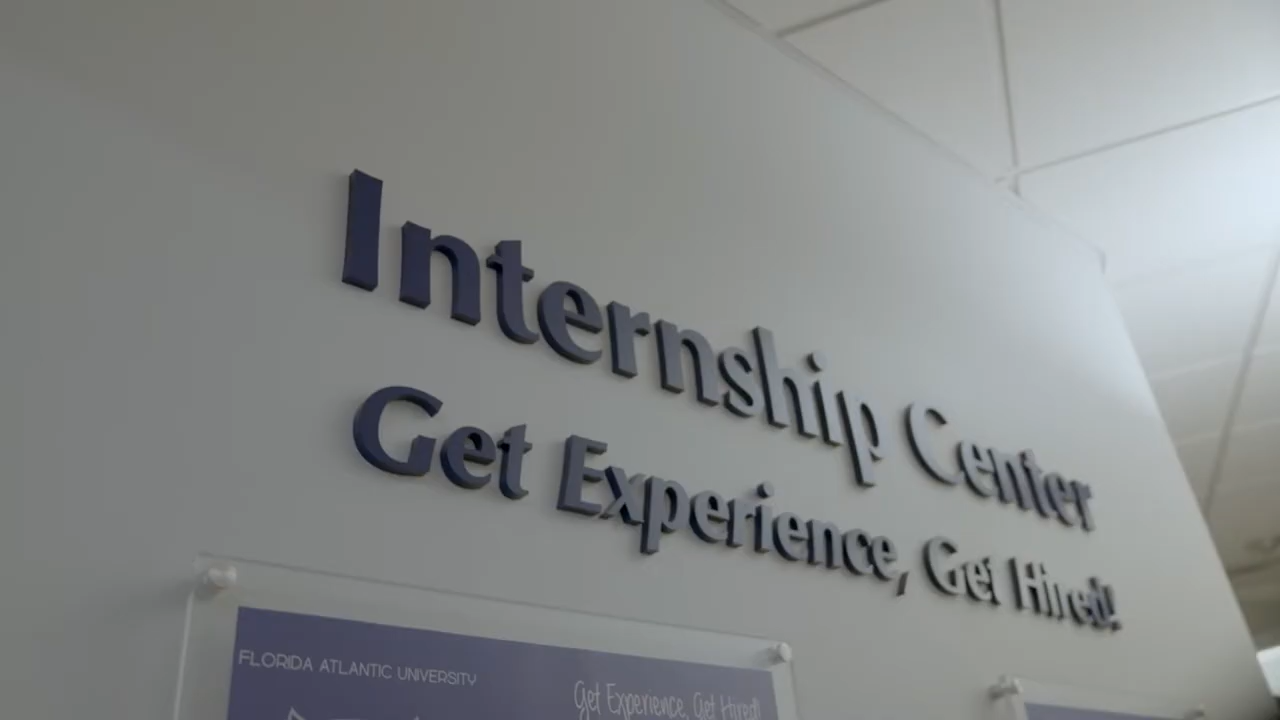 Internship Center
Get Experience, Get Hired!
FLORIDA ATLANTIC UNIVERSITY
Get Experience, Get Hired!